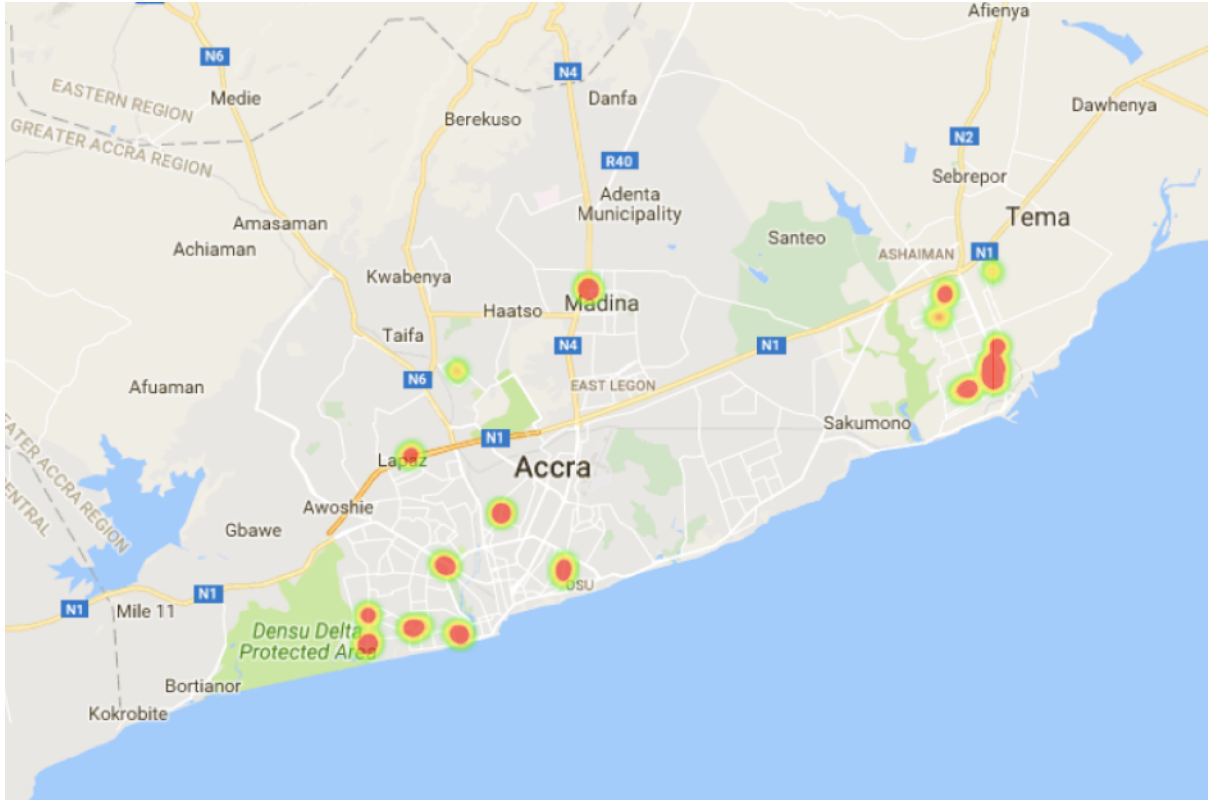 Afienya
N6
EASTERN REGION
Medie
N4
Danfa
Dawhenya
GREATER ACCRA REGION
Berekuso
N2
R40
Sebrepor
Adenta
Municipality
Tema
Amasaman
Achiaman
Santeo
ASHAIMAN
N1
Kwabenya
Madina
Haatso
Taifa
N4
N1
N6
EAST LEGON
Afuaman
Sakumono
N1
Lapaz
Accra
EATER ACCRA REGION
CENTRAL
Awoshie
Gbawe
OSU
N1
N1
Mile 11
Densu Delta
Protected Area
Bortianor
Kokrobite